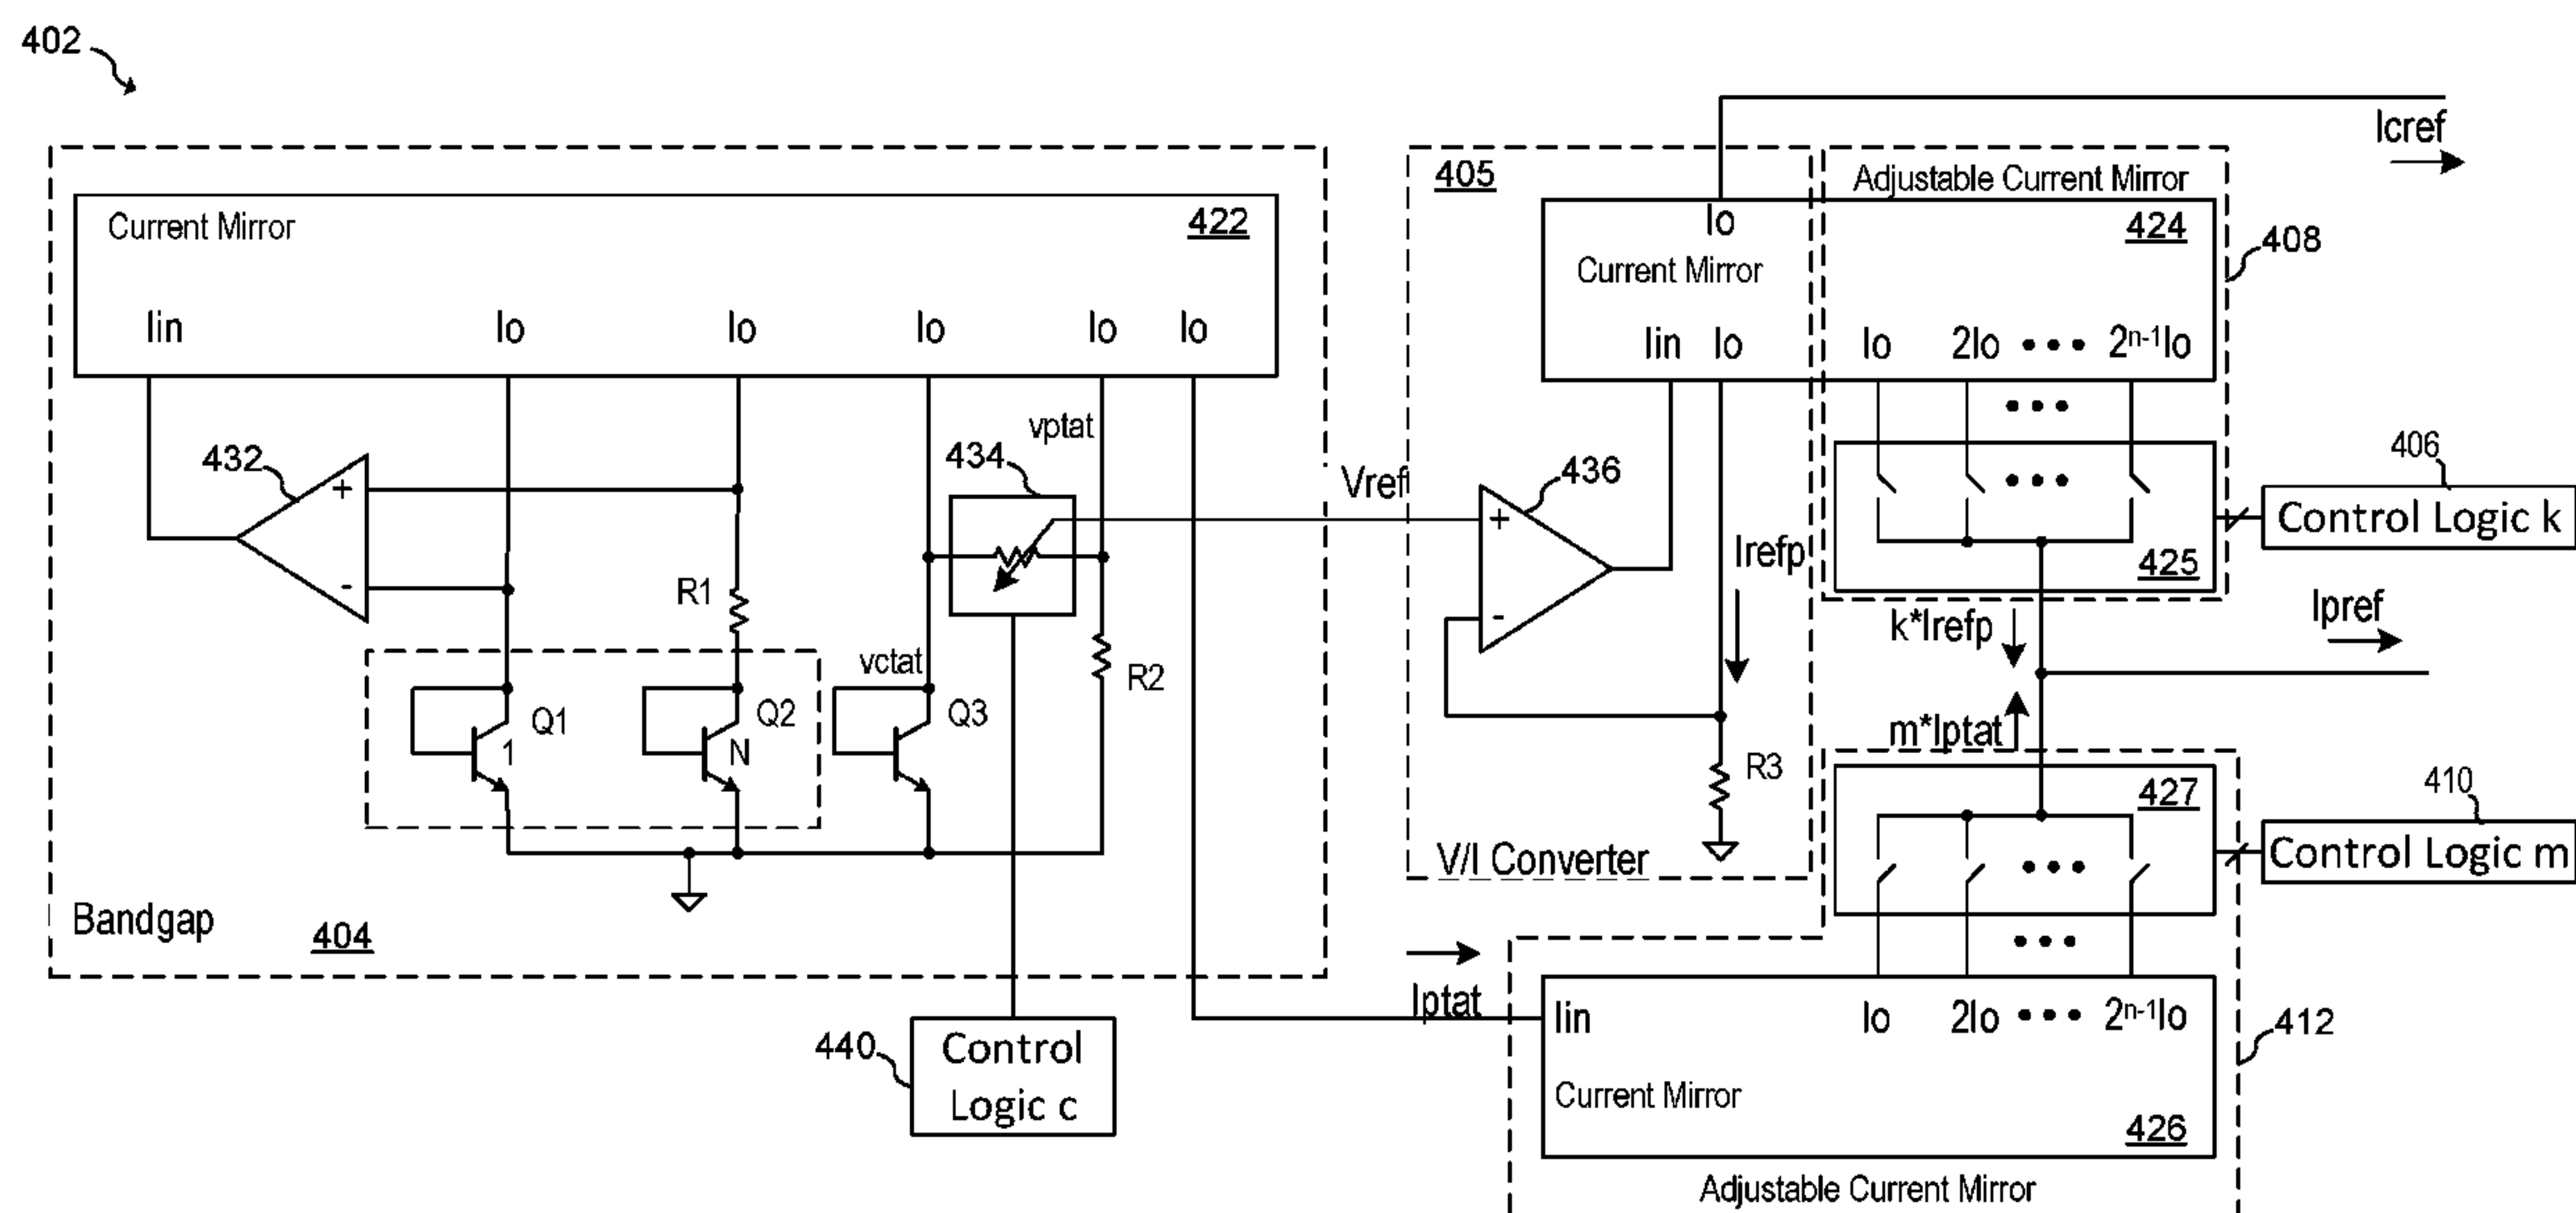 402
Icref
405
Adjustable Current Mirror
Current Mirror
422
Io
424
408
Current Mirror
Iin Io Io Io Io Io
Iin Io
Io 2Io • • • 2ⁿ⁻¹Io
• • •
vptat
432
+
-
434
Vref
436
+
-
Irefp
• • •
406
Control Logic k
425
R1
k*Irefp
Ipref
vctat
R2
Q1
1
Q2
N
Q3
m*Iptat
R3
427
• • •
410
Control Logic m
V/I Converter
Bandgap
404
• • •
Iptat
Iin
Io 2Io • • • 2ⁿ⁻¹Io
412
440
Control
Logic c
Current Mirror
426
Adjustable Current Mirror